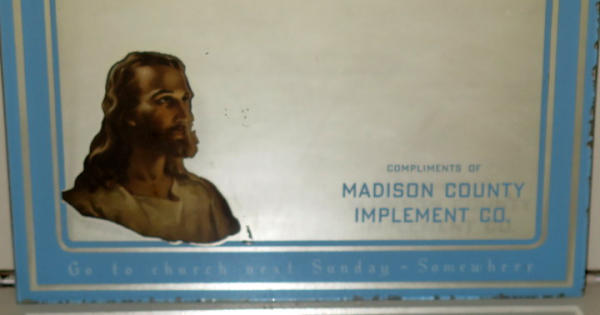 COMPLIMENTS OF
MADISON COUNTY
IMPLEMENT CO.
Go to church next Sunday - Somewhere